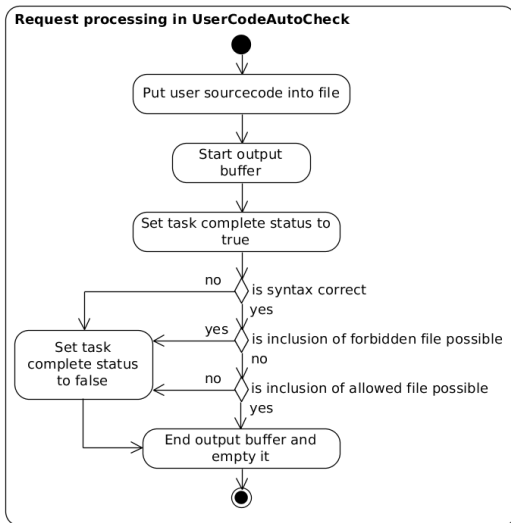 Request processing in UserCodeAutoCheck
Put user sourcecode into file
Start output
buffer
Set task complete status to
true
no
is syntax correct
yes
yes
is inclusion of forbidden file possible
no
Set task
complete status
to false
no
is inclusion of allowed file possible
yes
End output buffer and
empty it